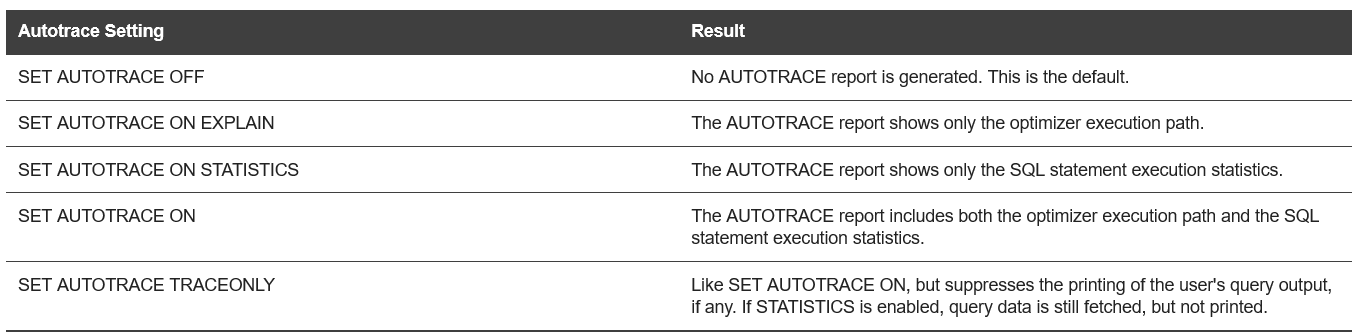 Autotrace Setting Result
SET AUTOTRACE OFF No AUTOTRACE report is generated. This is the default.
SET AUTOTRACE ON EXPLAIN The AUTOTRACE report shows only the optimizer execution path.
SET AUTOTRACE ON STATISTICS The AUTOTRACE report shows only the SQL statement execution statistics.
SET AUTOTRACE ON The AUTOTRACE report includes both the optimizer execution path and the SQL
statement execution statistics.
SET AUTOTRACE TRACEONLY Like SET AUTOTRACE ON, but suppresses the printing of the user's query output,
if any. If STATISTICS is enabled, query data is still fetched, but not printed.